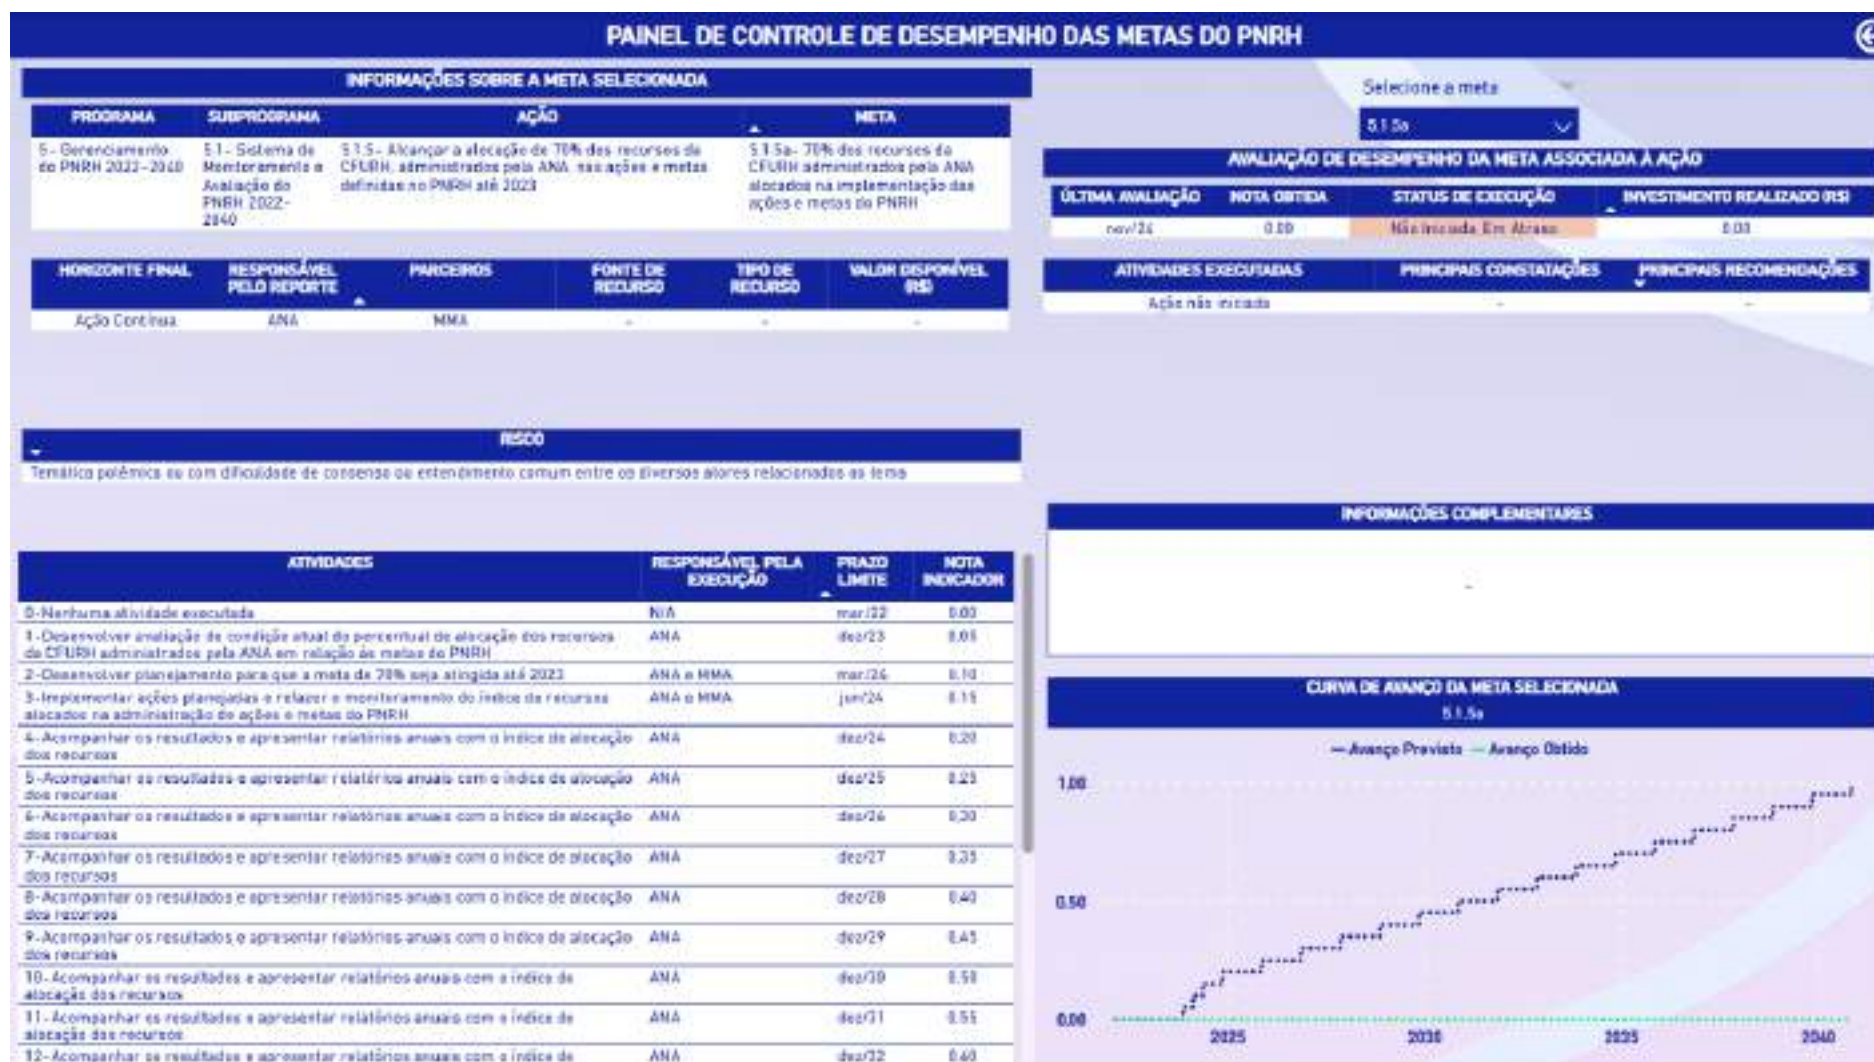 PAINEL DE CONTROLE DE DESEMPENHO DAS METAS DO PNRH
INFORMAÇÕES SOBRE A META SELECIONADA
PROGRAMA SUBPROGRAMA AÇÃO META
5- Gerenciamento do PNRH 2022-2040
5.1- Sistema de Monitoramento e Avaliação do PNRH 2022-2040
5.1.5- Alcançar a alocação de 70% dos recursos da CFURH, administrados pela ANA, nas ações e metas definidas no PNRH até 2023
5.1.5a- 70% dos recursos da CFURH administrados pela ANA alocados na implementação das ações e metas do PNRH
HORIZONTE FINAL RESPONSÁVEL PELO REPORTE PARCEIROS FONTE DE RECURSO TIPO DE RECURSO VALOR DISPONÍVEL (R$)
Ação Contínua ANA MMA - - -
RISCO
Temática polêmica ou com dificuldade de consenso ou entendimento comum entre os diversos atores relacionados ao tema
ATIVIDADES RESPONSÁVEL PELA EXECUÇÃO PRAZO LIMITE NOTA INDICADOR
0-Nenhuma atividade executada N/A mar/22 0.00
1-Desenvolver avaliação da condição atual do percentual de alocação dos recursos da CFURH administrados pela ANA em relação às metas do PNRH ANA dez/23 0.05
2-Desenvolver planejamento para que a meta de 70% seja atingida até 2023 ANA e MMA mar/24 0.10
3-Implementar ações planejadas e refazer o monitoramento do índice de recursos alocados na administração de ações e metas do PNRH ANA e MMA jun/24 0.15
4-Acompanhar os resultados e apresentar relatórios anuais com o índice de alocação dos recursos ANA dez/24 0.20
5-Acompanhar os resultados e apresentar relatórios anuais com o índice de alocação dos recursos ANA dez/25 0.25
6-Acompanhar os resultados e apresentar relatórios anuais com o índice de alocação dos recursos ANA dez/26 0.30
7-Acompanhar os resultados e apresentar relatórios anuais com o índice de alocação dos recursos ANA dez/27 0.35
8-Acompanhar os resultados e apresentar relatórios anuais com o índice de alocação dos recursos ANA dez/28 0.40
9-Acompanhar os resultados e apresentar relatórios anuais com o índice de alocação dos recursos ANA dez/29 0.45
10-Acompanhar os resultados e apresentar relatórios anuais com o índice de alocação dos recursos ANA dez/30 0.50
11-Acompanhar os resultados e apresentar relatórios anuais com o índice de alocação dos recursos ANA dez/31 0.55
12-Acompanhar os resultados e apresentar relatórios anuais com o índice de ANA dez/32 0.60
Selecione a meta
5.1.5a
AVALIAÇÃO DE DESEMPENHO DA META ASSOCIADA À AÇÃO
ÚLTIMA AVALIAÇÃO NOTA OBTIDA STATUS DE EXECUÇÃO INVESTIMENTO REALIZADO (R$)
nov/24 0.00 Não Iniciada Em Atraso 0.00
ATIVIDADES EXECUTADAS PRINCIPAIS CONSTATAÇÕES PRINCIPAIS RECOMENDAÇÕES
Ação não iniciada - -
INFORMAÇÕES COMPLEMENTARES
-
CURVA DE AVANÇO DA META SELECIONADA
5.1.5a
Avanço Previsto Avanço Obtido
1.00
0.50
0.00
2025 2030 2035 2040